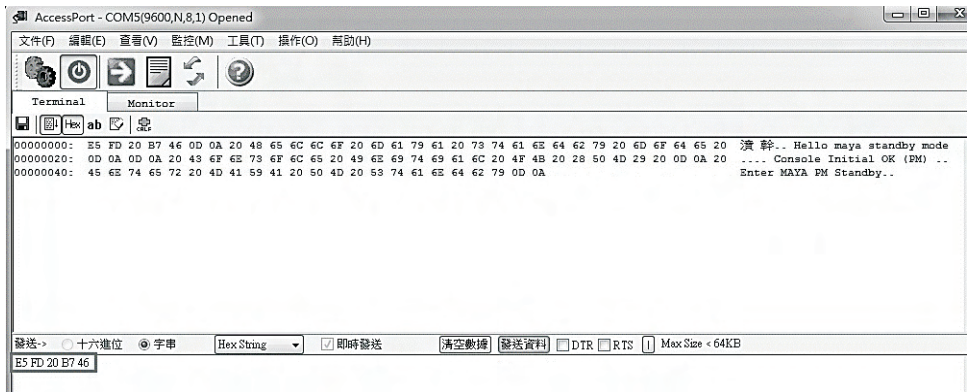 AccessPort - COM5(9600,N,8,1) Opened
文件(F) 編輯(E) 查看(V) 監控(M) 工具(T) 操作(O) 幫助(H)
Terminal Monitor
Hex ab
00000000: E5 FD 20 B7 46 0D 0A 20 48 65 6C 6C 6F 20 6D 61 79 61 20 73 74 61 6E 64 62 79 20 6D 6F 64 65 20 .. Hello maya standby mode
00000020: 0D 0A 0D 0A 20 43 6F 6E 73 6F 6C 65 20 49 6E 69 74 69 61 6C 20 4F 4B 20 28 50 4D 29 20 0D 0A 20 .... Console Initial OK (PM) ..
00000040: 45 6E 74 65 72 20 4D 41 59 41 20 50 4D 20 53 74 61 6E 64 62 79 0D 0A Enter MAYA PM Standby..
發送-> 十六進位 字串 Hex String 即時發送 清空數據 發送資料 DTR RTS Max Size < 64KB
E5 FD 20 B7 46